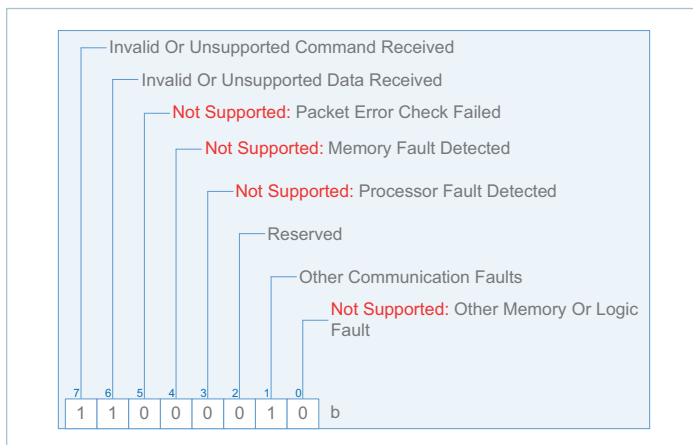 Invalid Or Unsupported Command Received
Invalid Or Unsupported Data Received
Not Supported: Packet Error Check Failed
Not Supported: Memory Fault Detected
Not Supported: Processor Fault Detected
Reserved
Other Communication Faults
Not Supported: Other Memory Or Logic
Fault
7 6 5 4 3 2 1 0
1 1 0 0 0 0 1 0 b